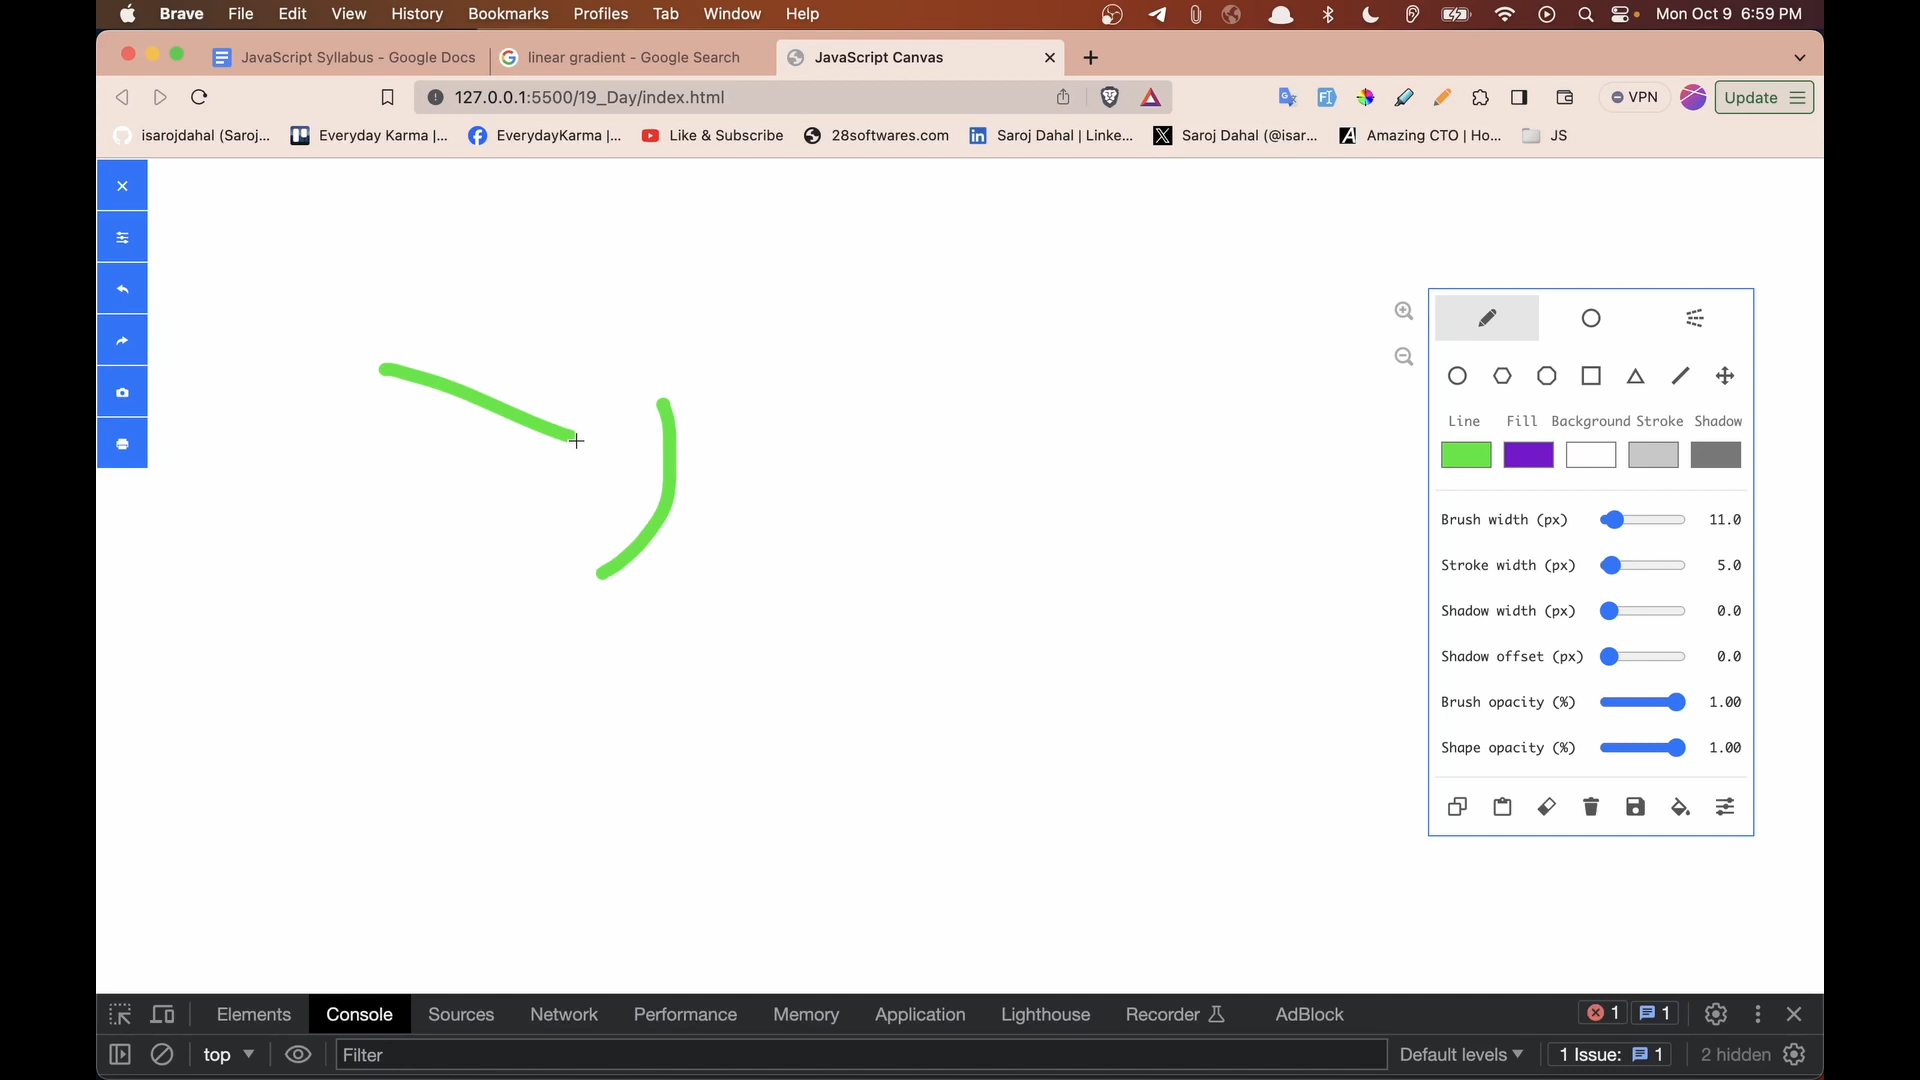 Brave File Edit View History Bookmarks Profiles Tab Window Help Mon Oct 9 6:59 PM
JavaScript Syllabus - Google Docs linear gradient - Google Search JavaScript Canvas
127.0.0.1:5500/19_Day/index.html VPN Update
isarojdahal (Saroj... Everyday Karma |... EverydayKarma |... Like & Subscribe 28softwares.com Saroj Dahal | Linke... Saroj Dahal (@isar... Amazing CTO | Ho... JS
Line Fill Background Stroke Shadow
Brush width (px) 11.0
Stroke width (px) 5.0
Shadow width (px) 0.0
Shadow offset (px) 0.0
Brush opacity (%) 1.00
Shape opacity (%) 1.00
Elements Console Sources Network Performance Memory Application Lighthouse Recorder AdBlock 1 1
top Filter Default levels 1 Issue: 1 2 hidden